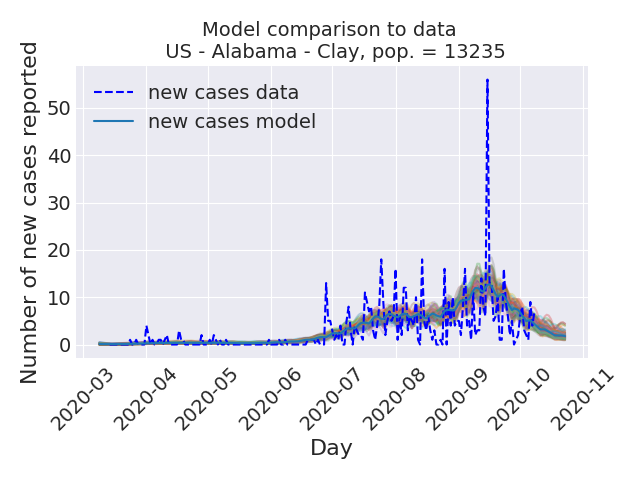 Model comparison to data
US - Alabama - Clay, pop. = 13235
new cases data
new cases model
Number of new cases reported
50
40
30
20
10
0
2020-03
2020-04
2020-05
2020-06
2020-07
2020-08
2020-09
2020-10
2020-11
Day